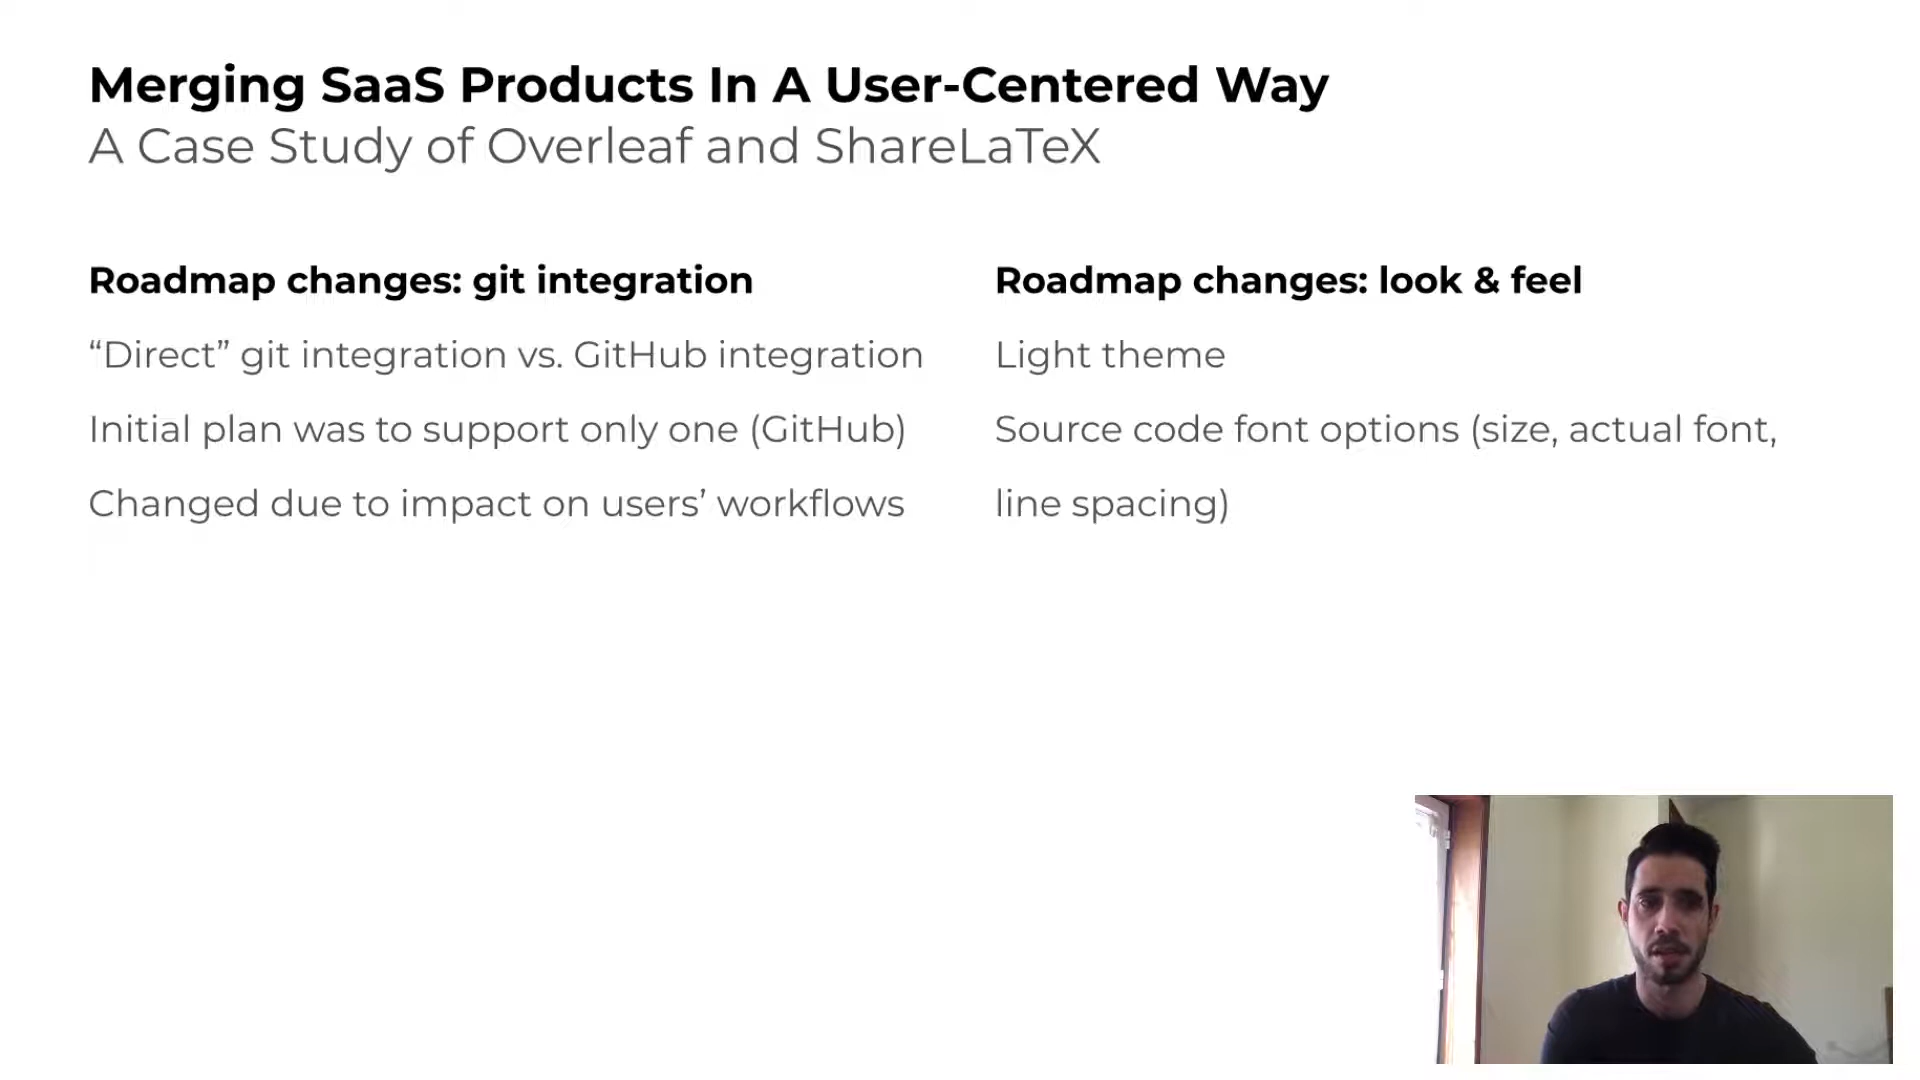 Merging SaaS Products In A User-Centered Way
A Case Study of Overleaf and ShareLaTeX
Roadmap changes: git integration
“Direct” git integration vs. GitHub integration
Initial plan was to support only one (GitHub)
Changed due to impact on users’ workflows
Roadmap changes: look & feel
Light theme
Source code font options (size, actual font,
line spacing)